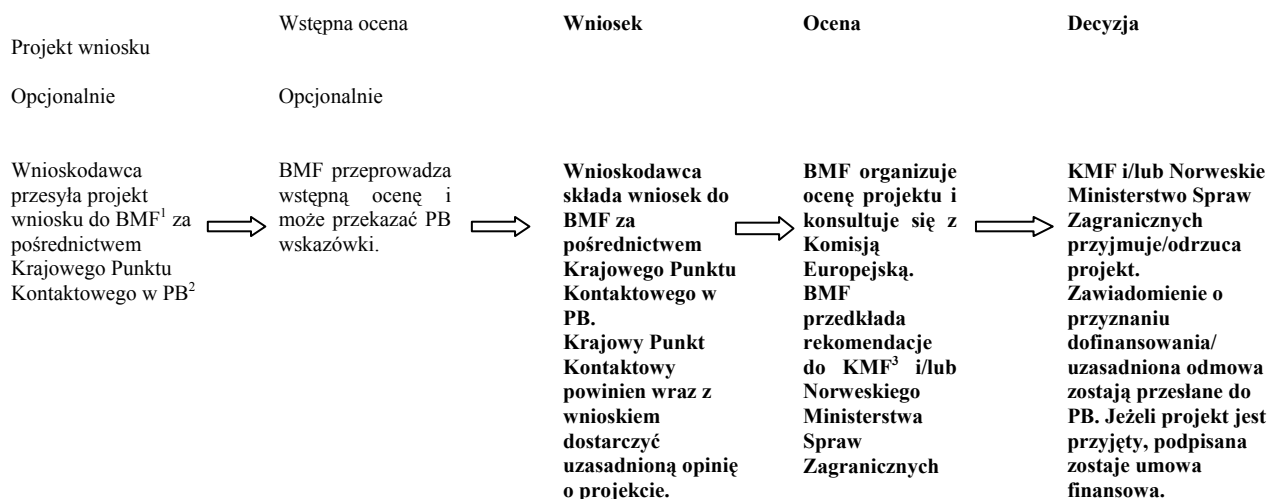 Projekt wniosku
Opcjonalnie
Wnioskodawca
przesyła projekt
wniosku do BMF1 za
pośrednictwem
Krajowego Punktu
Kontaktowego w PB2
Wstępna ocena
Opcjonalnie
BMF przeprowadza
wstępną ocenę i
może przekazać PB
wskazówki.
Wniosek
Wnioskodawca
składa wniosek do
BMF za
pośrednictwem
Krajowego Punktu
Kontaktowego w
PB.
Krajowy Punkt
Kontaktowy
powinien wraz z
wnioskiem
dostarczyć
uzasadnioną opinię
o projekcie.
Ocena
BMF organizuje
ocenę projektu i
konsultuje się z
Komisją
Europejską.
BMF
przedkłada
rekomendacje
do KMF3 i/lub
Norweskiego
Ministerstwa
Spraw
Zagranicznych
Decyzja
KMF i/lub Norweskie
Ministerstwo Spraw
Zagranicznych
przyjmuje/odrzuca
projekt.
Zawiadomienie o
przyznaniu
dofinansowania/
uzasadniona odmowa
zostają przesłane do
PB. Jeżeli projekt jest
przyjęty, podpisana
zostaje umowa
finansowa.